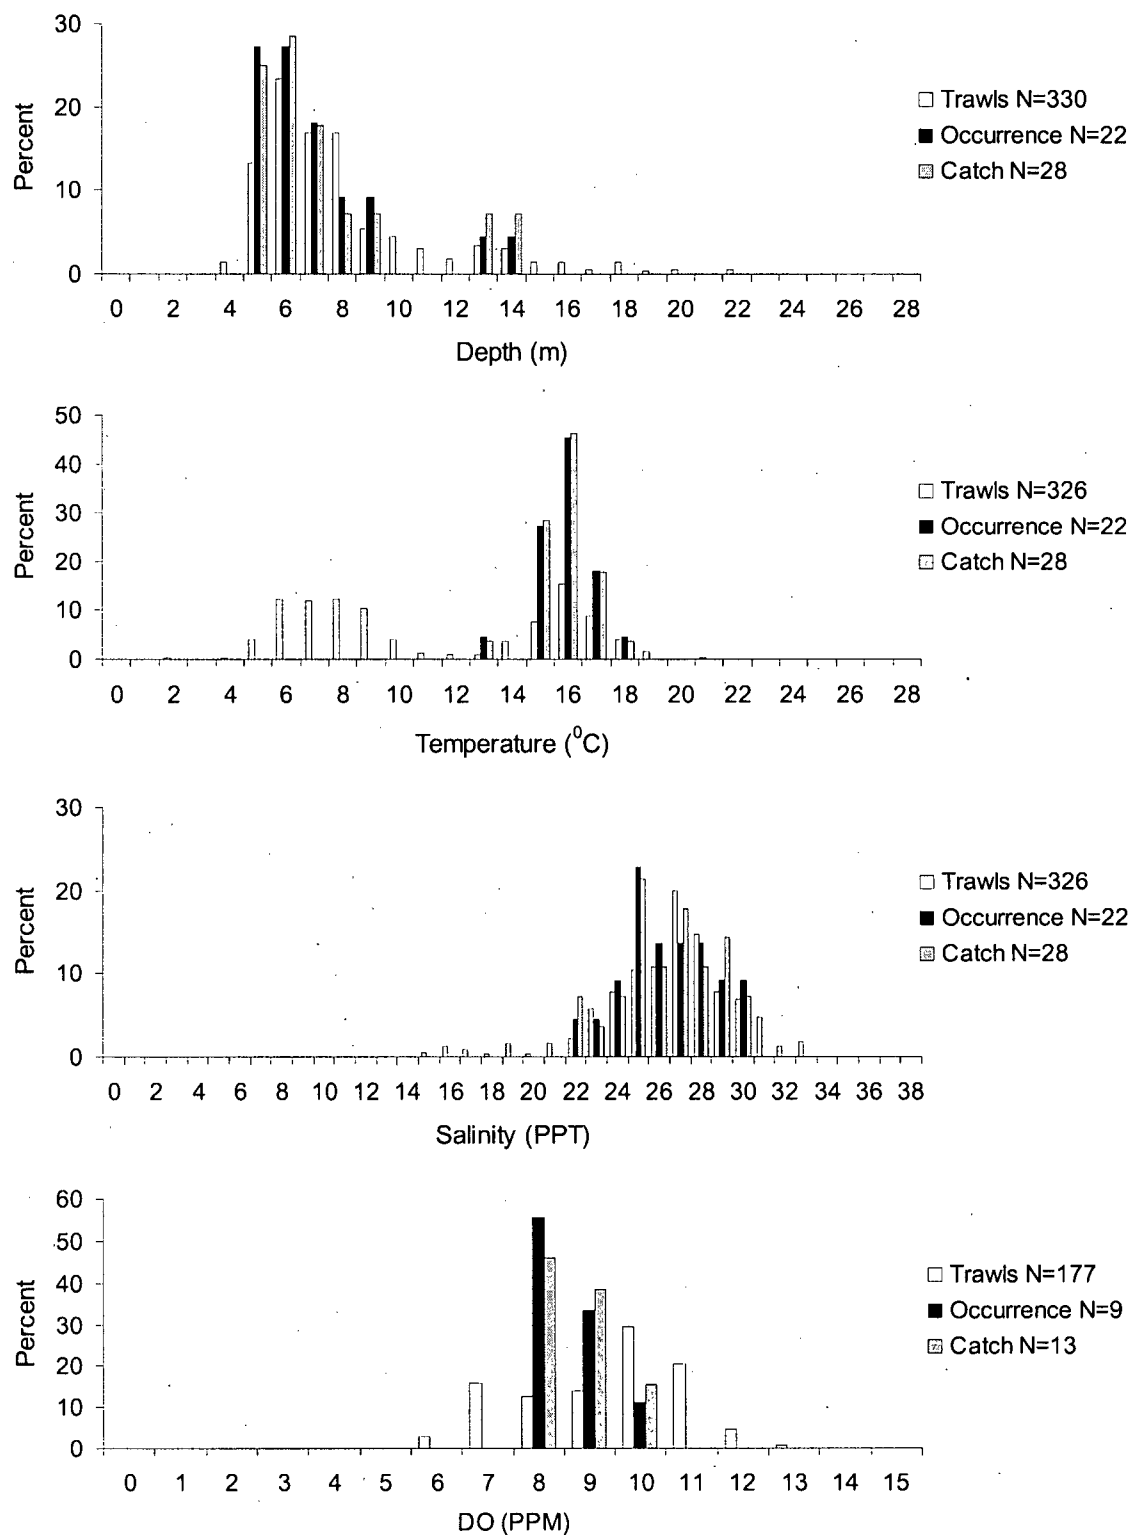 30
20
10
0
Percent
Trawls N=330
Occurrence N=22
Catch N=28
0 2 4 6 8 10 12 14 16 18 20 22 24 26 28
Depth (m)
50
40
30
20
10
0
Percent
Trawls N=326
Occurrence N=22
Catch N=28
0 2 4 6 8 10 12 14 16 18 20 22 24 26 28
Temperature (⁰C)
30
20
10
0
Percent
Trawls N=326
Occurrence N=22
Catch N=28
0 2 4 6 8 10 12 14 16 18 20 22 24 26 28 30 32 34 36 38
Salinity (PPT)
60
50
40
30
20
10
0
Percent
Trawls N=177
Occurrence N=9
Catch N=13
0 1 2 3 4 5 6 7 8 9 10 11 12 13 14 15
DO (PPM)